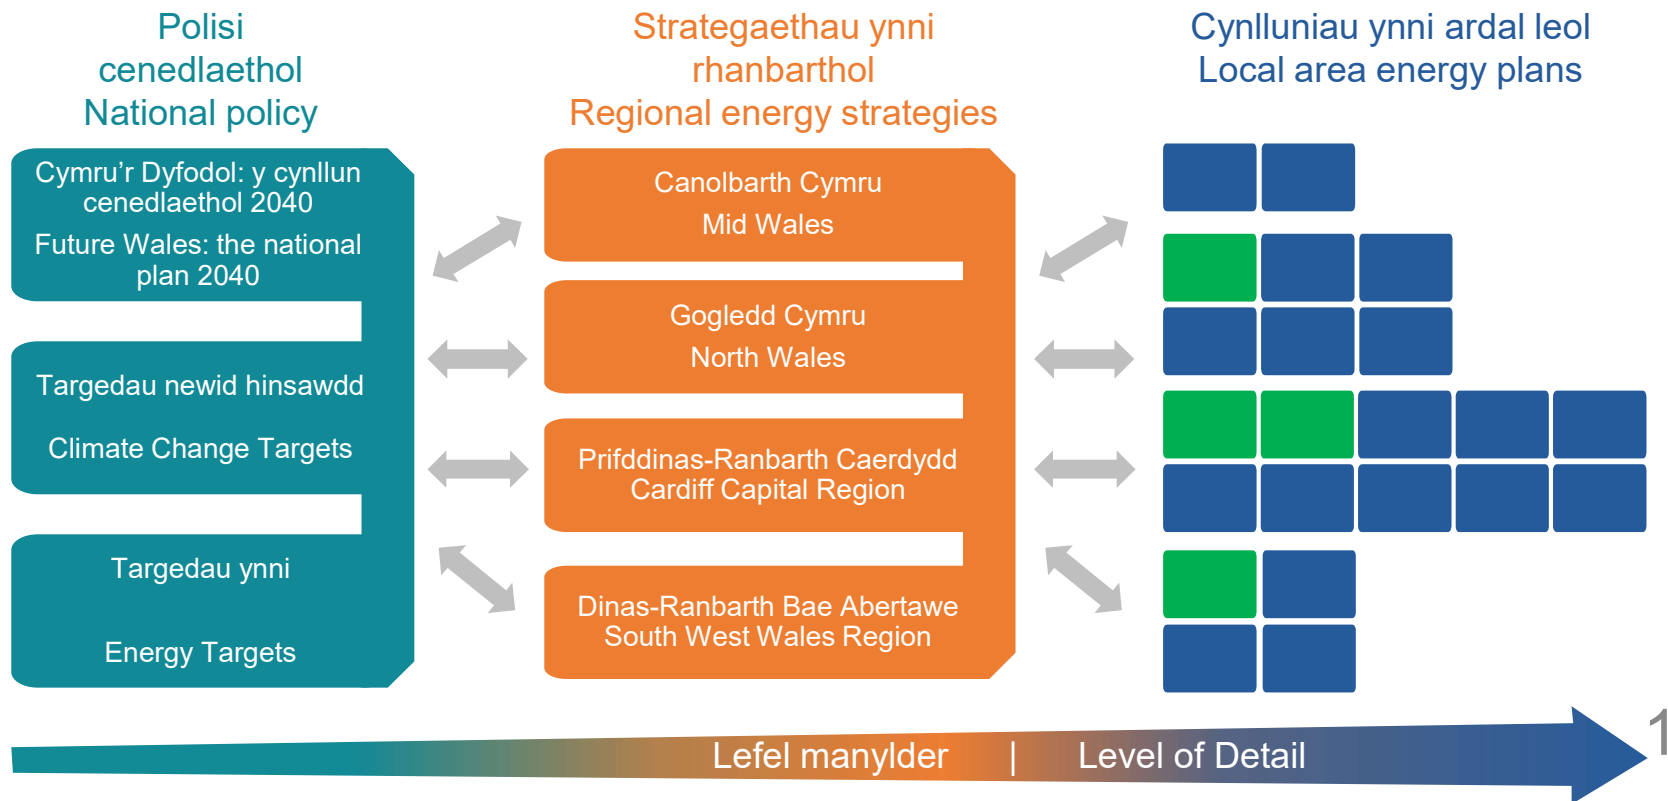 Polisi
cenedlaethol
National policy
Cymru’r Dyfodol: y cynllun
cenedlaethol 2040
Future Wales: the national
plan 2040
Targedau newid hinsawdd
Climate Change Targets
Targedau ynni
Energy Targets
Strategaethau ynni
rhanbarthol
Regional energy strategies
Canolbarth Cymru
Mid Wales
Gogledd Cymru
North Wales
Prifddinas-Ranbarth Caerdydd
Cardiff Capital Region
Dinas-Ranbarth Bae Abertawe
South West Wales Region
Cynlluniau ynni ardal leol
Local area energy plans
Lefel manylder | Level of Detail
1